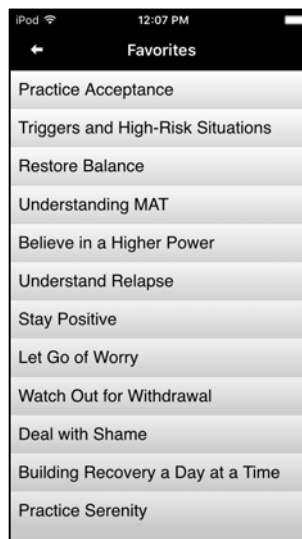 iPod 12:07 PM
Favorites
Practice Acceptance
Triggers and High-Risk Situations
Restore Balance
Understanding MAT
Believe in a Higher Power
Understand Relapse
Stay Positive
Let Go of Worry
Watch Out for Withdrawal
Deal with Shame
Building Recovery a Day at a Time
Practice Serenity